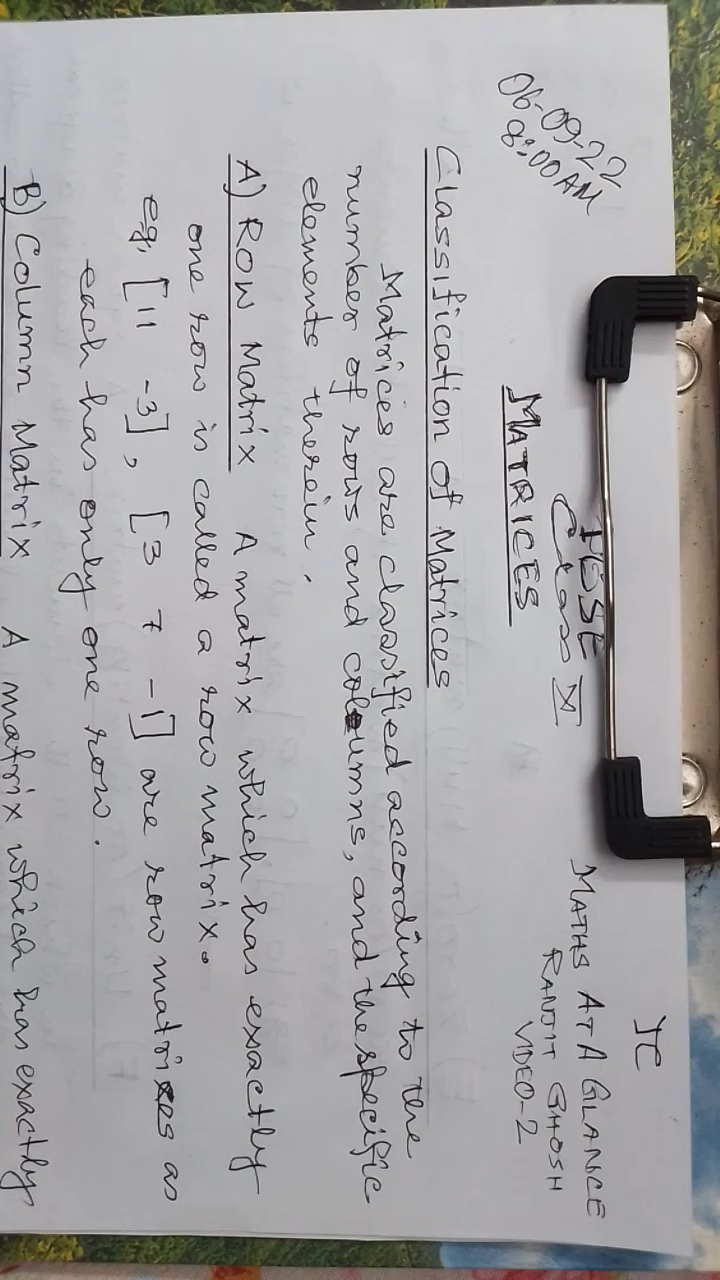 YC
06-09-22
8:00 AM
ICSE
Class X
MATHS AT A GLANCE
RANJIT GHOSH
VIDEO-2
MATRICES
Classification of Matrices
Matrices are classified according to the
number of rows and columns, and the specific
elements therein.
A) ROW Matrix A matrix which has exactly
one row is called a row matrix.
eg, [11 -3], [3 7 -1] are row matrixes as
each has only one row.
B) Column Matrix A matrix which has exactly